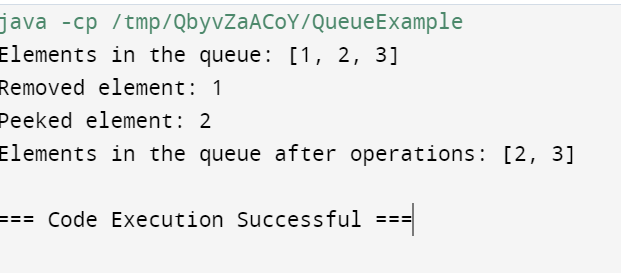 java -cp /tmp/QbyvZaACoY/QueueExample
Elements in the queue: [1, 2, 3]
Removed element: 1
Peeked element: 2
Elements in the queue after operations: [2, 3]
=== Code Execution Successful ===